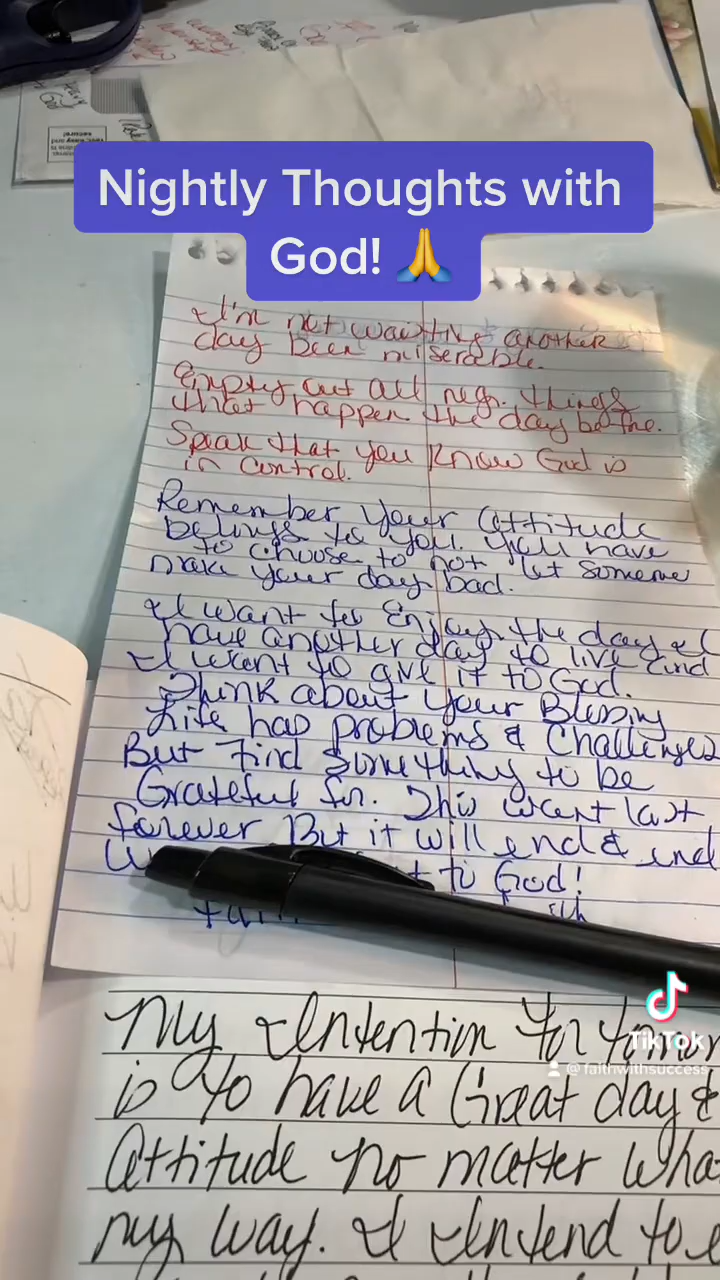 Nightly Thoughts with
God! 🙏
I'm not wasting another
day been miserable.
Empty out all neg. things
that happen the day before.
Speak that you know God is
in control.
Remember your attitude
belongs to you. you have
to choose to not let someone
make your day bad.
I want to Enjoy the day I
have another day to live and
I want to give it to God.
Think about your Blessing
Life has problems & Challenges
But Find something to be
Grateful for. This want last
forever But it will end & end
to God!
My Intention for tomor
is to have a Great day &
attitude no matter wha
my way. I Intend to e
TikTok
@faithwithsuccess